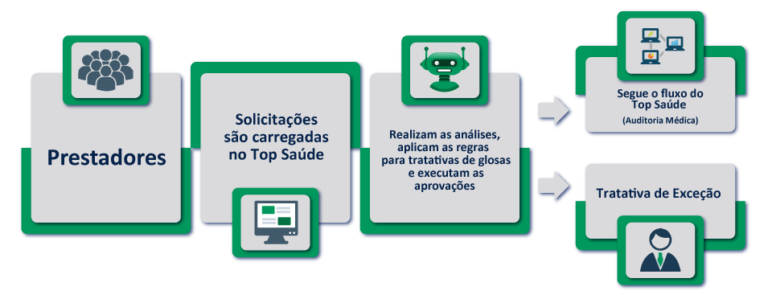 Prestadores
Solicitações
são carregadas
no Top Saúde
Realizam as análises,
aplicam as regras
para tratativas de glosas
e executam as
aprovações
Segue o fluxo do
Top Saúde
(Auditoria Médica)
Tratativa de Exceção